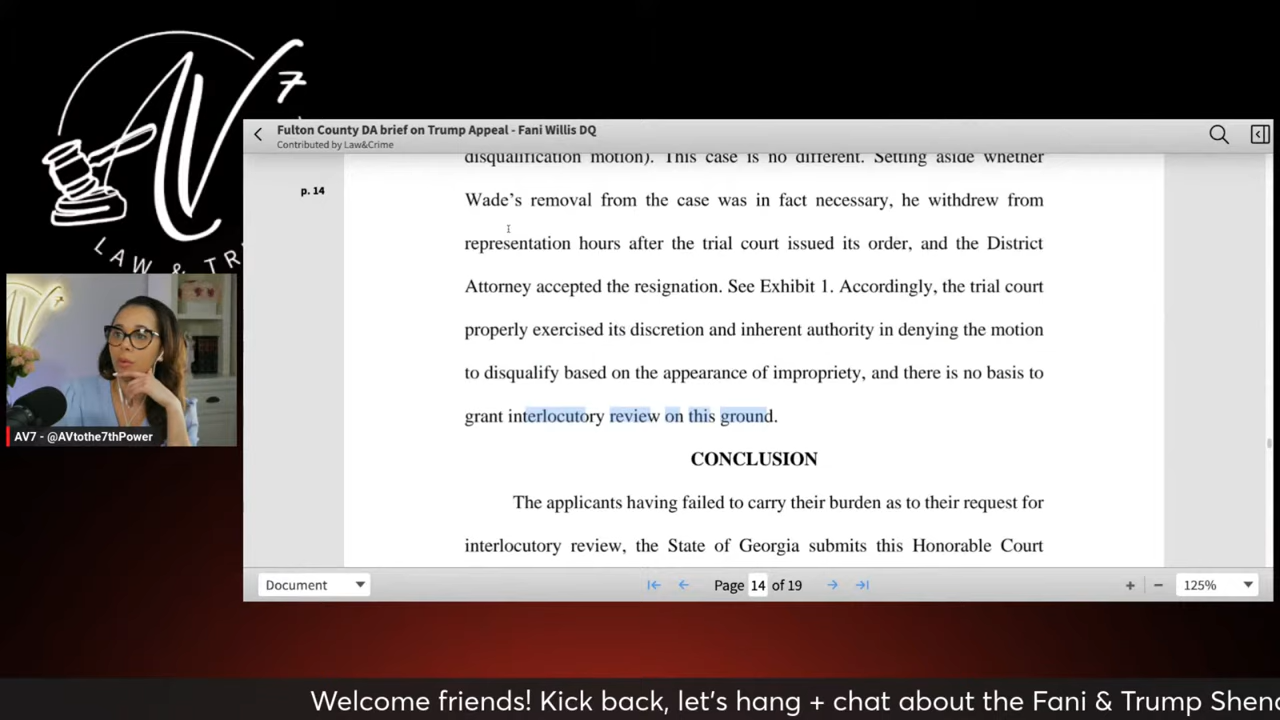 AV7
LAW & TR
Fulton County DA brief on Trump Appeal - Fani Willis DQ
Contributed by Law&Crime
p. 14
disqualification motion). This case is no different. Setting aside whether
Wade's removal from the case was in fact necessary, he withdrew from
representation hours after the trial court issued its order, and the District
Attorney accepted the resignation. See Exhibit 1. Accordingly, the trial court
properly exercised its discretion and inherent authority in denying the motion
to disqualify based on the appearance of impropriety, and there is no basis to
grant interlocutory review on this ground.
CONCLUSION
The applicants having failed to carry their burden as to their request for
interlocutory review, the State of Georgia submits this Honorable Court
Document
Page 14 of 19
125%
AV7 - @AVtothe7thPower
Welcome friends! Kick back, let's hang + chat about the Fani & Trump Shen